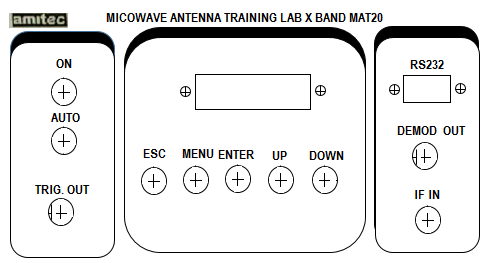 amitec
MICOWAVE ANTENNA TRAINING LAB X BAND MAT20
ON
AUTO
TRIG. OUT
ESC MENU ENTER UP DOWN
RS232
DEMOD OUT
IF IN